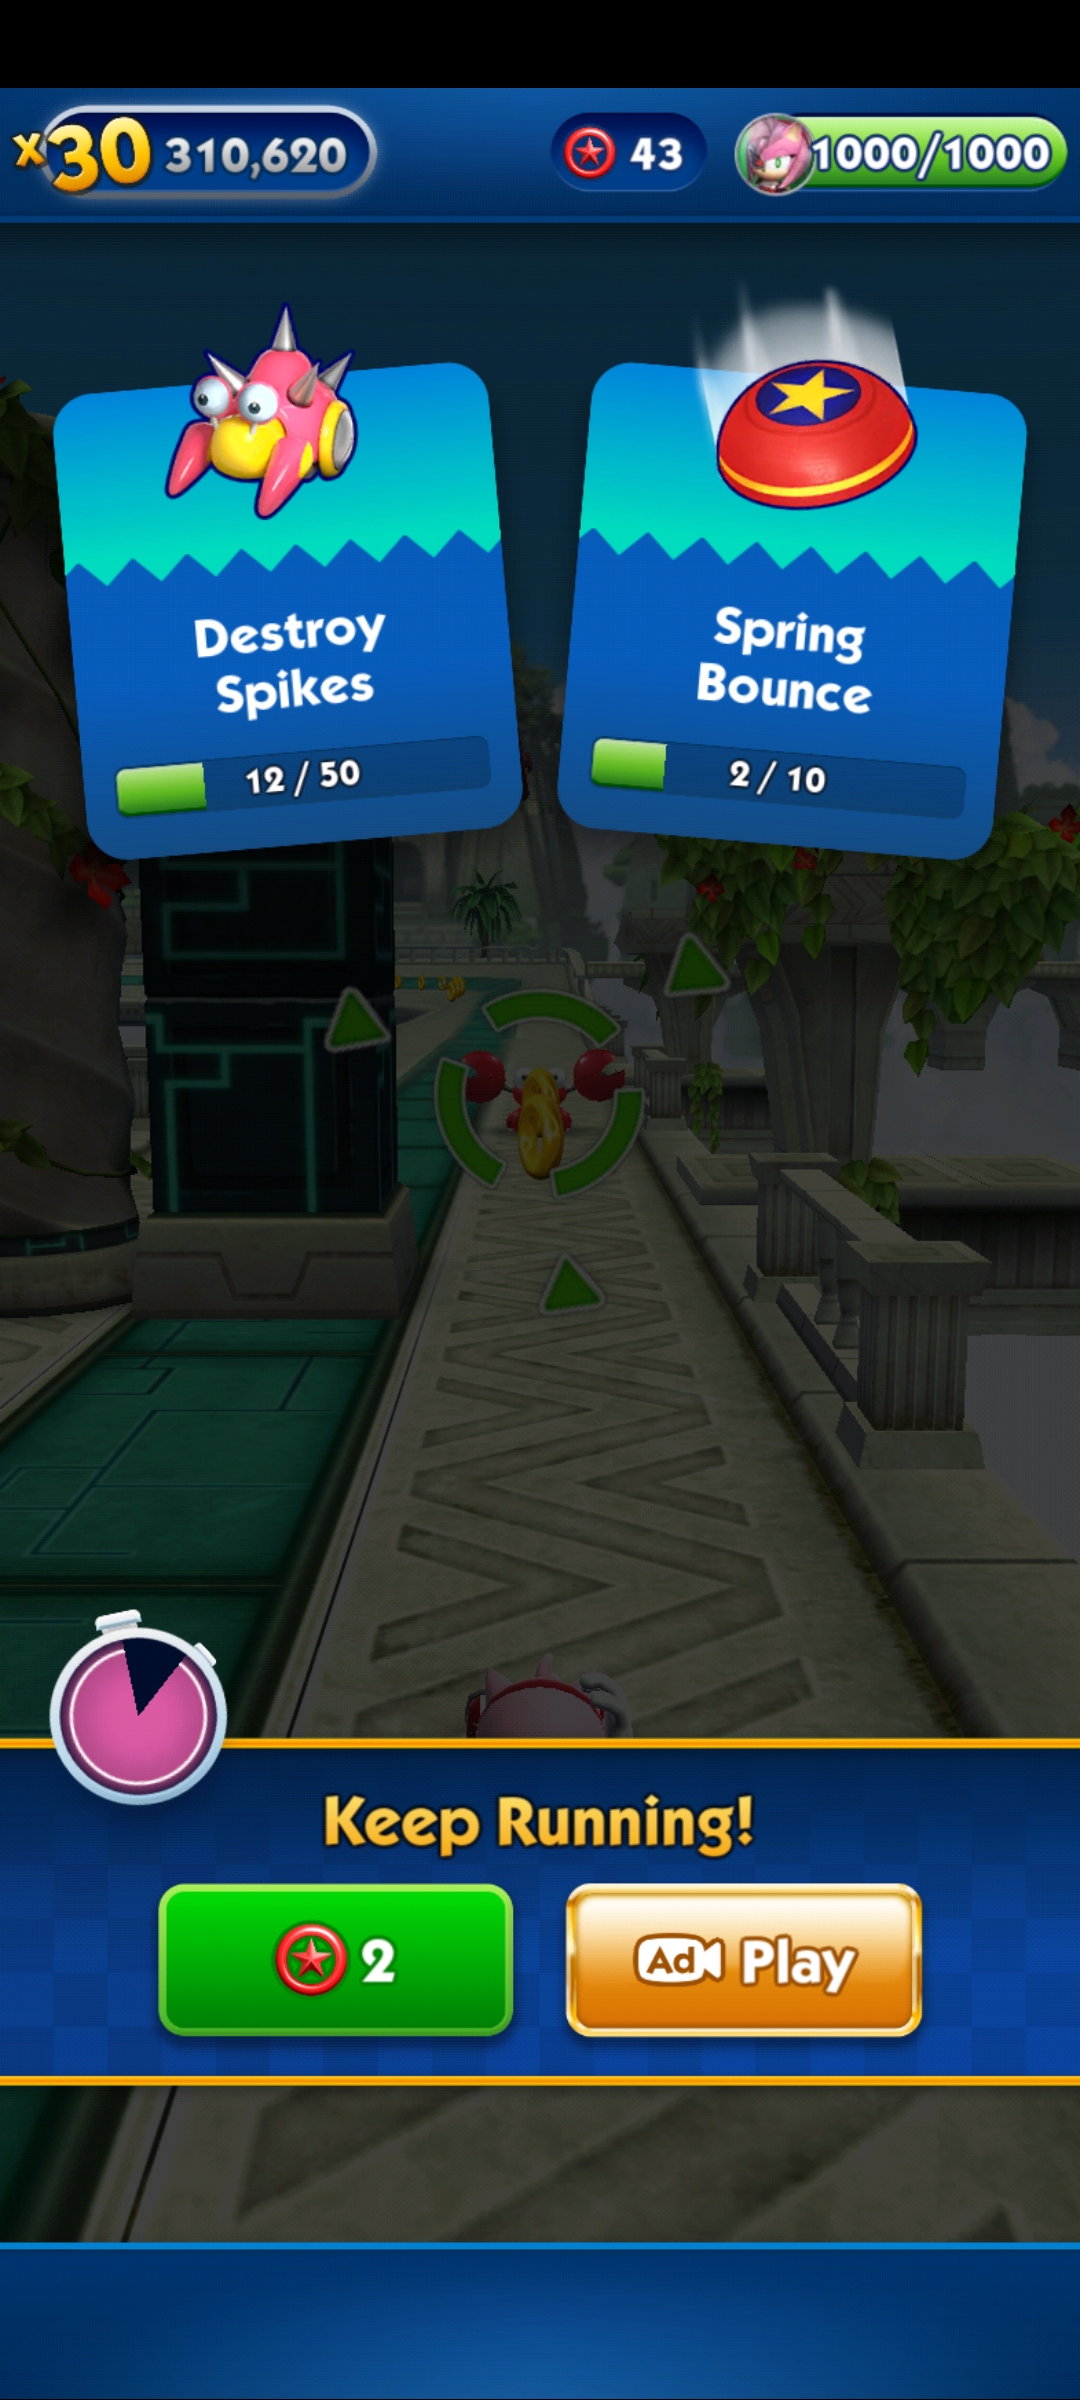 x30 310,620 43 1000/1000
Destroy
Spikes
12 / 50
Spring
Bounce
2 / 10
Keep Running!
2
Ad Play